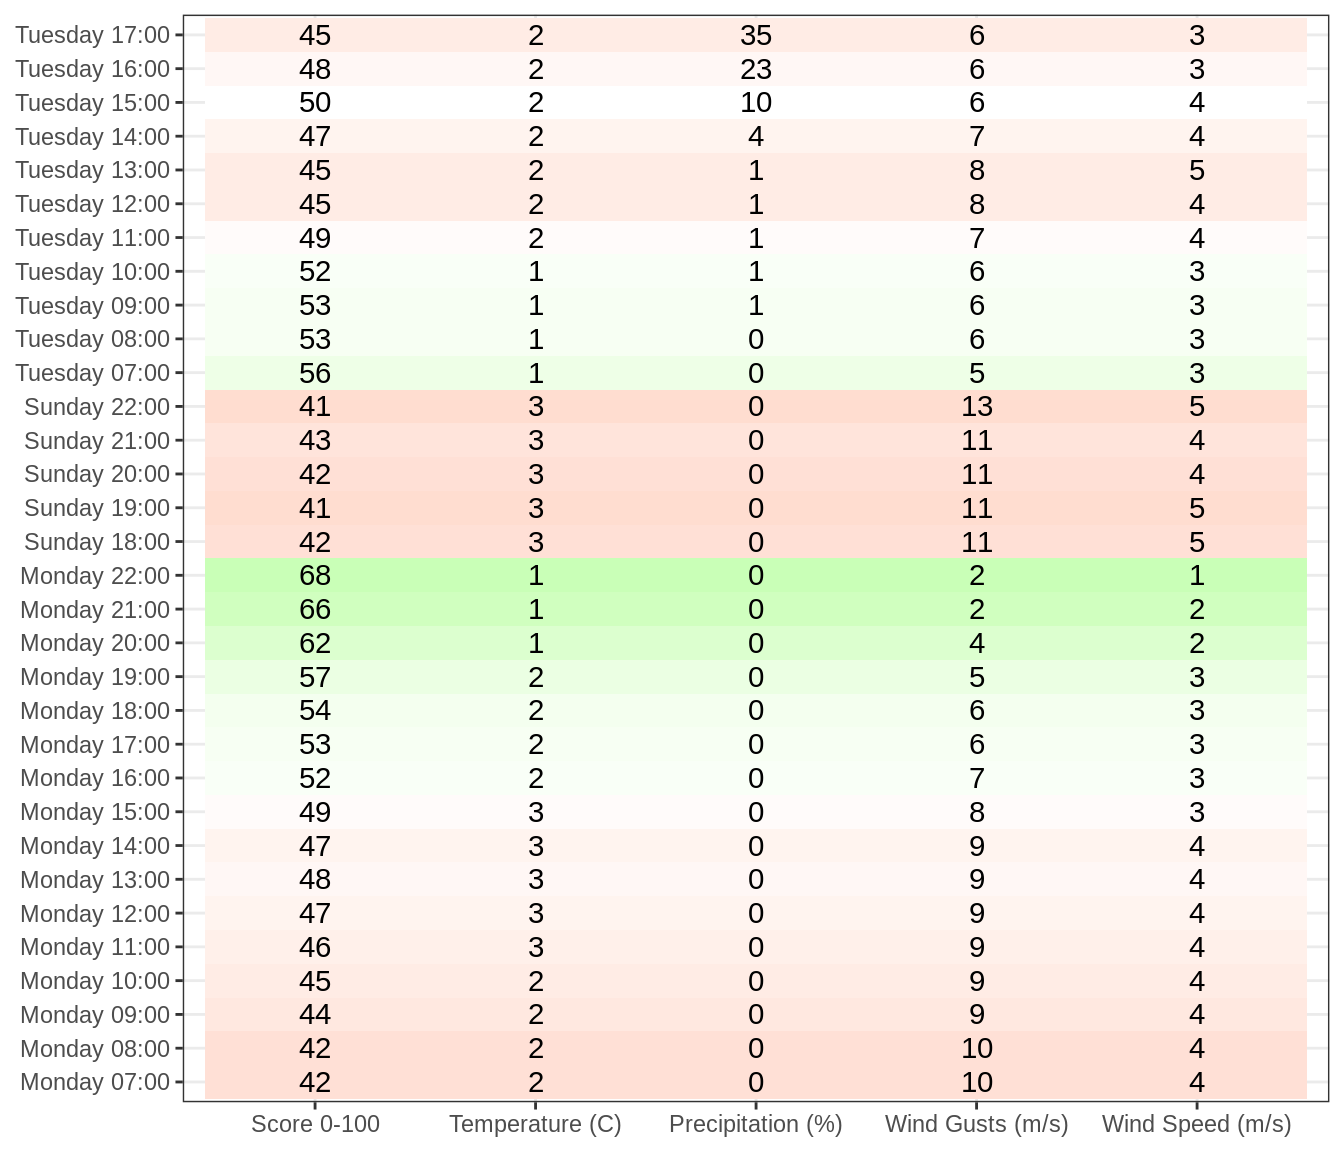 Tuesday 17:00 45 2 35 6 3
Tuesday 16:00 48 2 23 6 3
Tuesday 15:00 50 2 10 6 4
Tuesday 14:00 47 2 4 7 4
Tuesday 13:00 45 2 1 8 5
Tuesday 12:00 45 2 1 8 4
Tuesday 11:00 49 2 1 7 4
Tuesday 10:00 52 1 1 6 3
Tuesday 09:00 53 1 1 6 3
Tuesday 08:00 53 1 0 6 3
Tuesday 07:00 56 1 0 5 3
Sunday 22:00 41 3 0 13 5
Sunday 21:00 43 3 0 11 4
Sunday 20:00 42 3 0 11 4
Sunday 19:00 41 3 0 11 5
Sunday 18:00 42 3 0 11 5
Monday 22:00 68 1 0 2 1
Monday 21:00 66 1 0 2 2
Monday 20:00 62 1 0 4 2
Monday 19:00 57 2 0 5 3
Monday 18:00 54 2 0 6 3
Monday 17:00 53 2 0 6 3
Monday 16:00 52 2 0 7 3
Monday 15:00 49 3 0 8 3
Monday 14:00 47 3 0 9 4
Monday 13:00 48 3 0 9 4
Monday 12:00 47 3 0 9 4
Monday 11:00 46 3 0 9 4
Monday 10:00 45 2 0 9 4
Monday 09:00 44 2 0 9 4
Monday 08:00 42 2 0 10 4
Monday 07:00 42 2 0 10 4
Score 0-100 Temperature (C) Precipitation (%) Wind Gusts (m/s) Wind Speed (m/s)